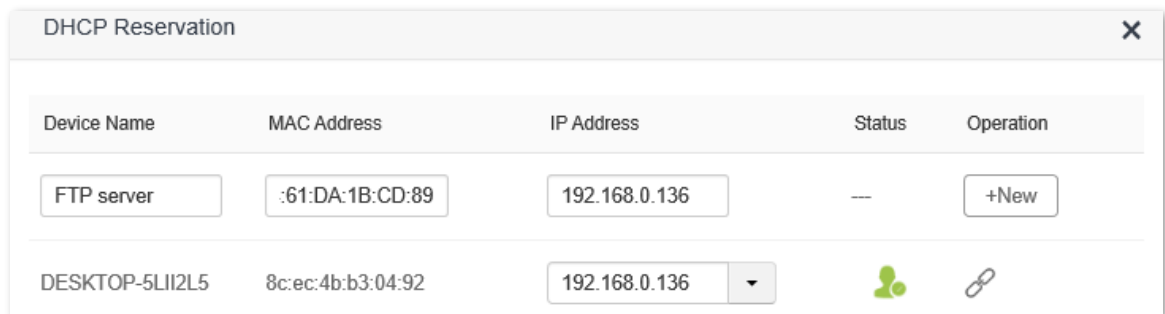 DHCP Reservation
Device Name MAC Address IP Address Status Operation
FTP server :61:DA:1B:CD:89 192.168.0.136 --- +New
DESKTOP-5LII2L5 8c:ec:4b:b3:04:92 192.168.0.136